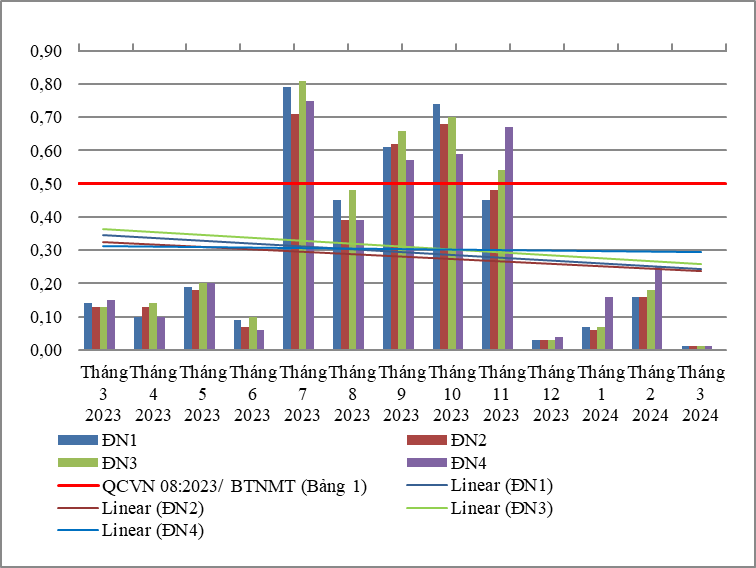 0,90
0,80
0,70
0,60
0,50
0,40
0,30
0,20
0,10
0,00
Tháng Tháng Tháng Tháng Tháng Tháng Tháng Tháng Tháng Tháng Tháng Tháng Tháng
3 4 5 6 7 8 9 10 11 12 1 2 3
2023 2023 2023 2023 2023 2023 2023 2023 2023 2023 2024 2024 2024
ĐN1 ĐN2
ĐN3 ĐN4
QCVN 08:2023/ BTNMT (Bảng 1) Linear (ĐN1)
Linear (ĐN2) Linear (ĐN3)
Linear (ĐN4)